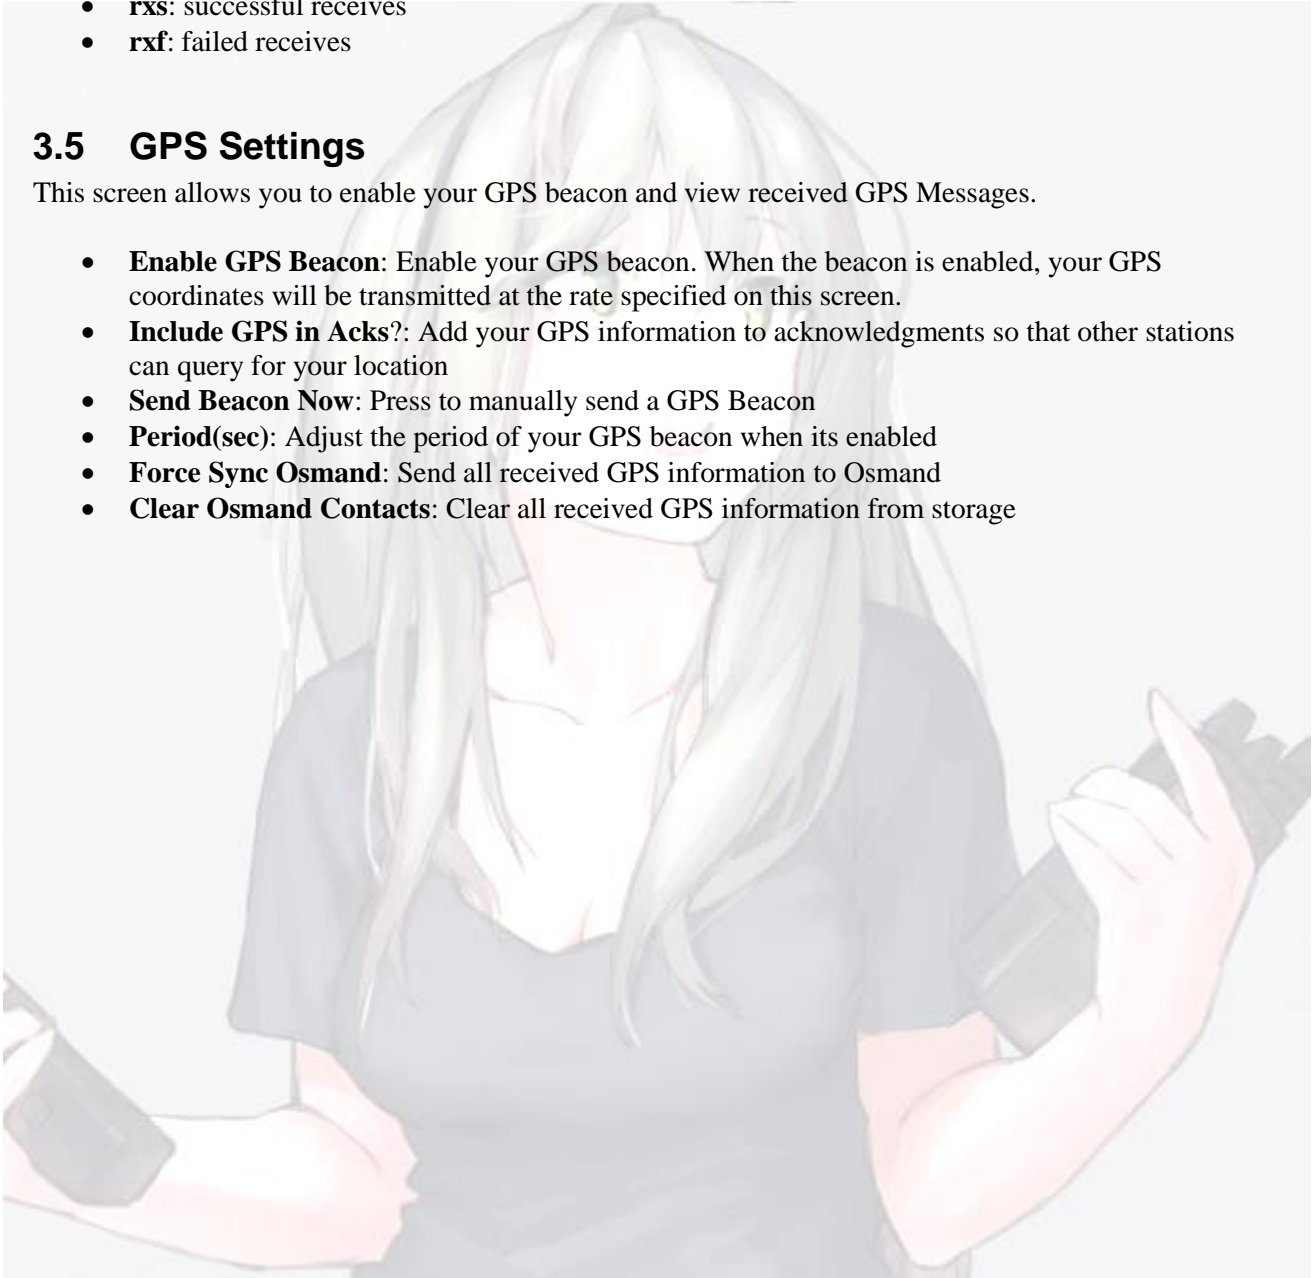 • rxs: successful receives
• rxf: failed receives
3.5 GPS Settings
This screen allows you to enable your GPS beacon and view received GPS Messages.
• Enable GPS Beacon: Enable your GPS beacon. When the beacon is enabled, your GPS
coordinates will be transmitted at the rate specified on this screen.
• Include GPS in Acks?: Add your GPS information to acknowledgments so that other stations
can query for your location
• Send Beacon Now: Press to manually send a GPS Beacon
• Period(sec): Adjust the period of your GPS beacon when its enabled
• Force Sync Osmand: Send all received GPS information to Osmand
• Clear Osmand Contacts: Clear all received GPS information from storage